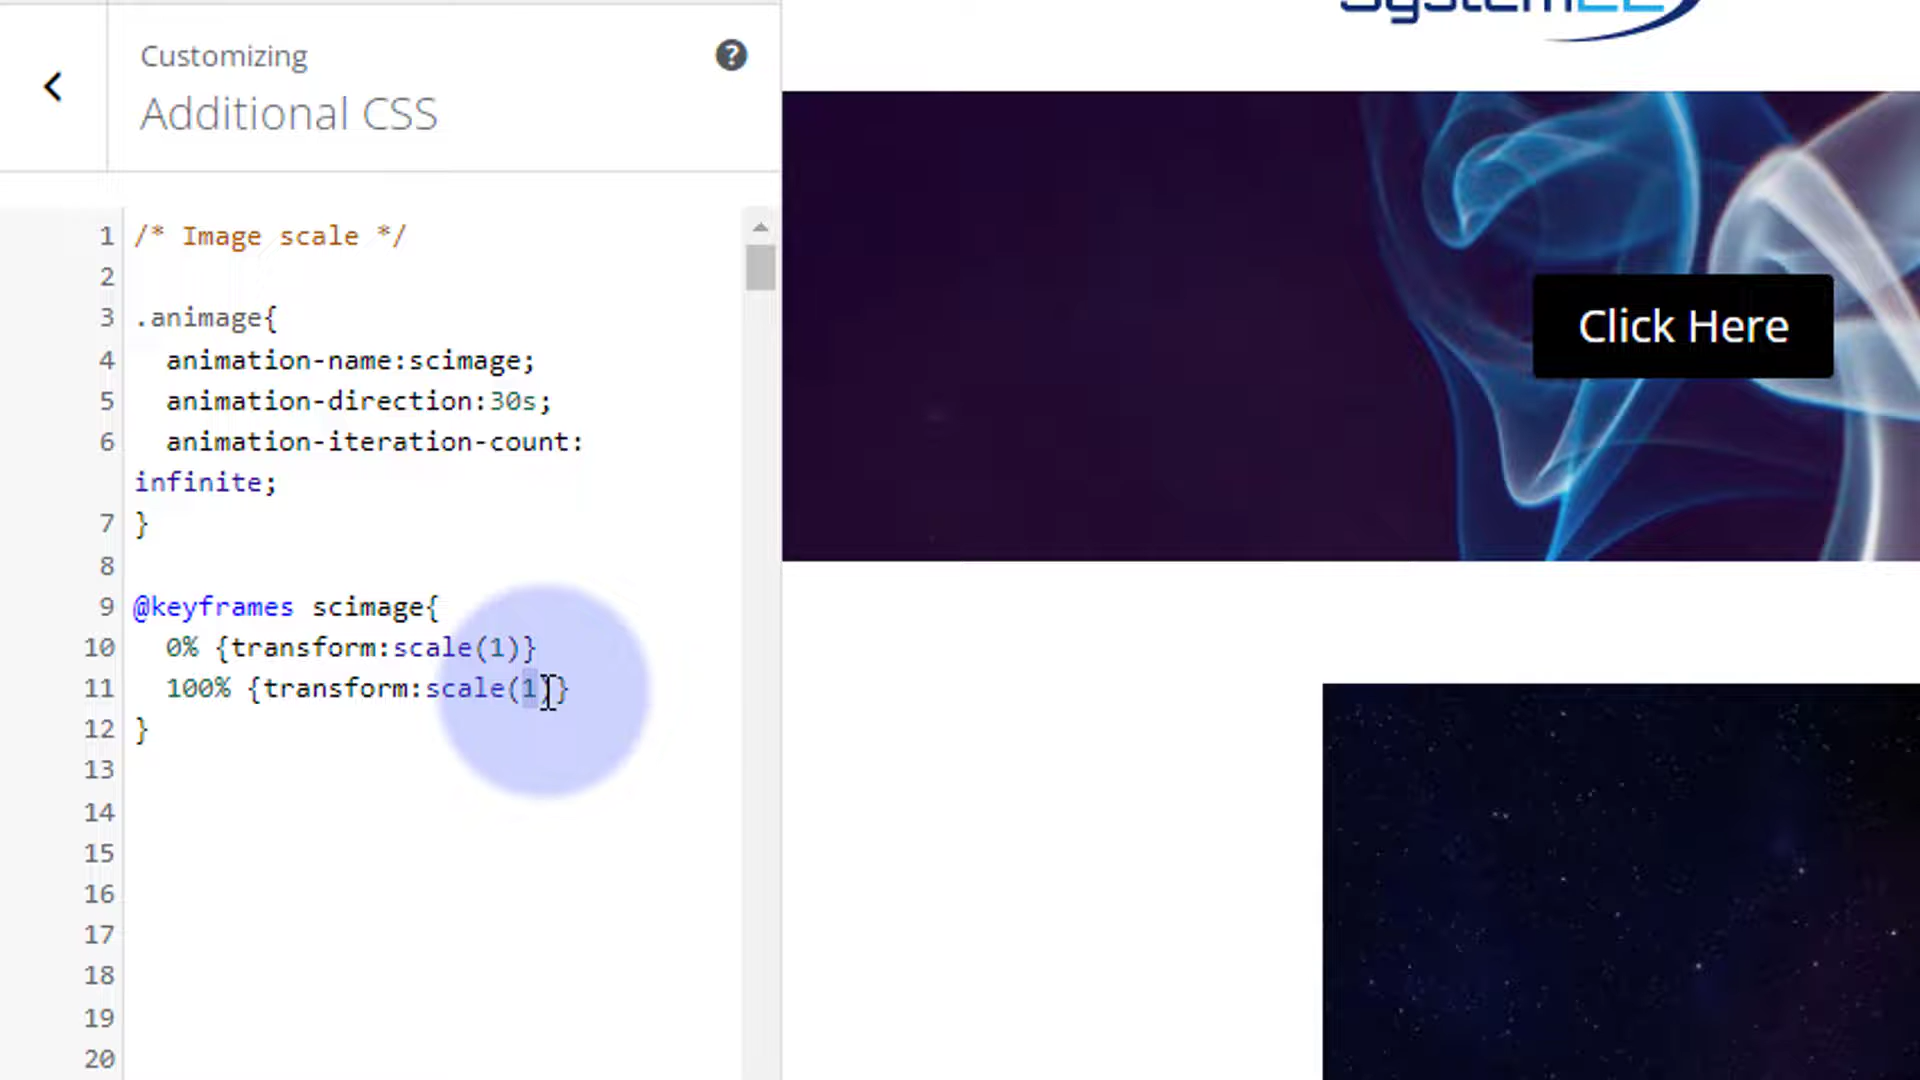 Customizing
Additional CSS
1 /* Image scale */
2
3 .animage{
4 animation-name:scimage;
5 animation-direction:30s;
6 animation-iteration-count:
infinite;
7 }
8
9 @keyframes scimage{
10 0% {transform:scale(1)}
11 100% {transform:scale(1)}
12 }
13
14
15
16
17
18
19
20
Click Here